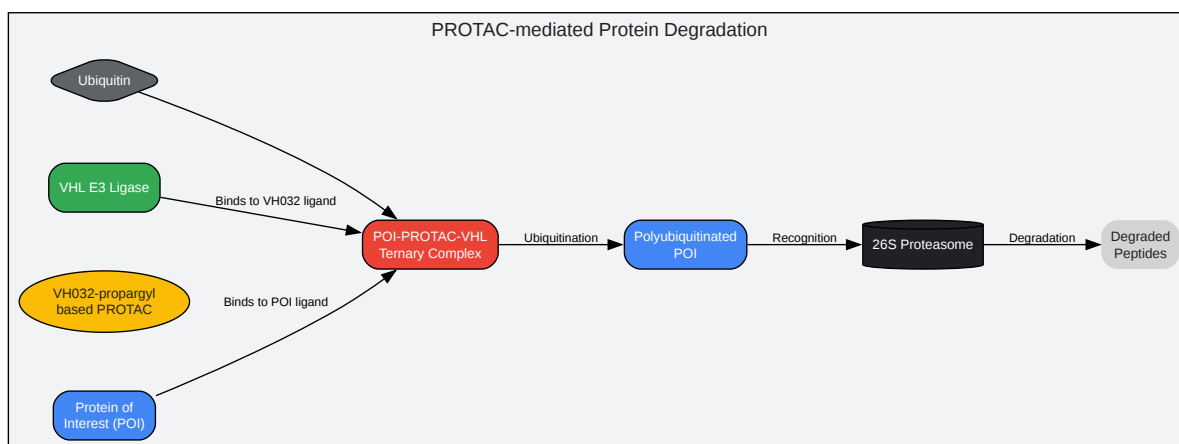 PROTAC-mediated Protein Degradation
Ubiquitin
VHL E3 Ligase
Binds to VH032 ligand
VH032-propargyl
based PROTAC
Binds to POI ligand
Protein of
Interest (POI)
POI-PROTAC-VHL
Ternary Complex
Ubiquitination
Polyubiquitinated
POI
Recognition
26S Proteasome
Degradation
Degraded
Peptides